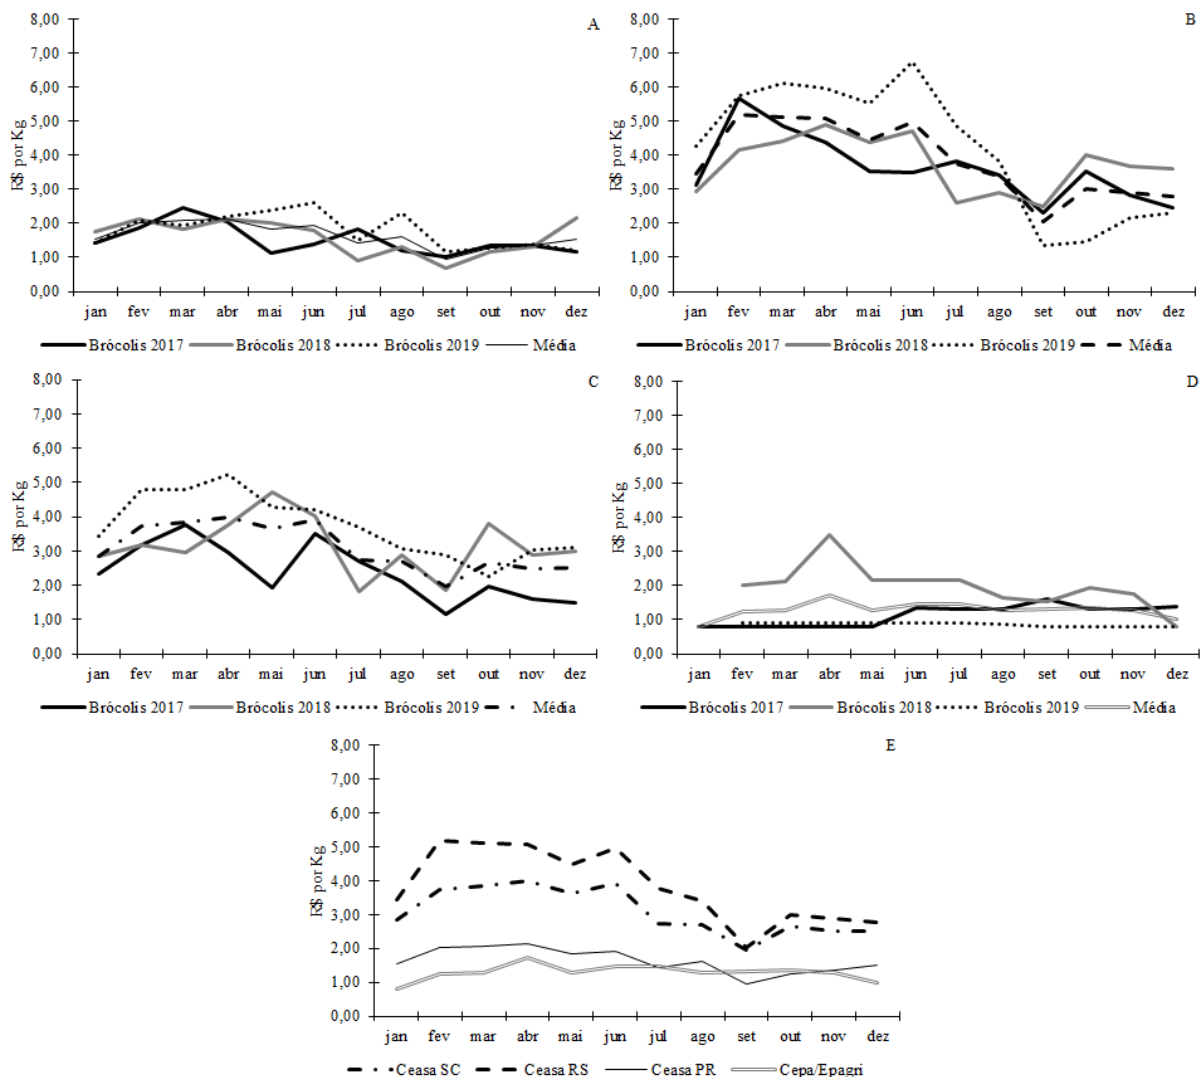 A
R$ por Kg
8,00
7,00
6,00
5,00
4,00
3,00
2,00
1,00
0,00
jan fev mar abr mai jun jul ago set out nov dez
Brócolis 2017 Brócolis 2018 Brócolis 2019 Média
B
R$ por Kg
8,00
7,00
6,00
5,00
4,00
3,00
2,00
1,00
0,00
jan fev mar abr mai jun jul ago set out nov dez
Brócolis 2017 Brócolis 2018 Brócolis 2019 Média
C
R$ por Kg
8,00
7,00
6,00
5,00
4,00
3,00
2,00
1,00
0,00
jan fev mar abr mai jun jul ago set out nov dez
Brócolis 2017 Brócolis 2018 Brócolis 2019 Média
D
R$ por Kg
8,00
7,00
6,00
5,00
4,00
3,00
2,00
1,00
0,00
jan fev mar abr mai jun jul ago set out nov dez
Brócolis 2017 Brócolis 2018 Brócolis 2019 Média
E
R$ por Kg
8,00
7,00
6,00
5,00
4,00
3,00
2,00
1,00
0,00
jan fev mar abr mai jun jul ago set out nov dez
Ceasa SC Ceasa RS Ceasa PR Cepa/Epagri